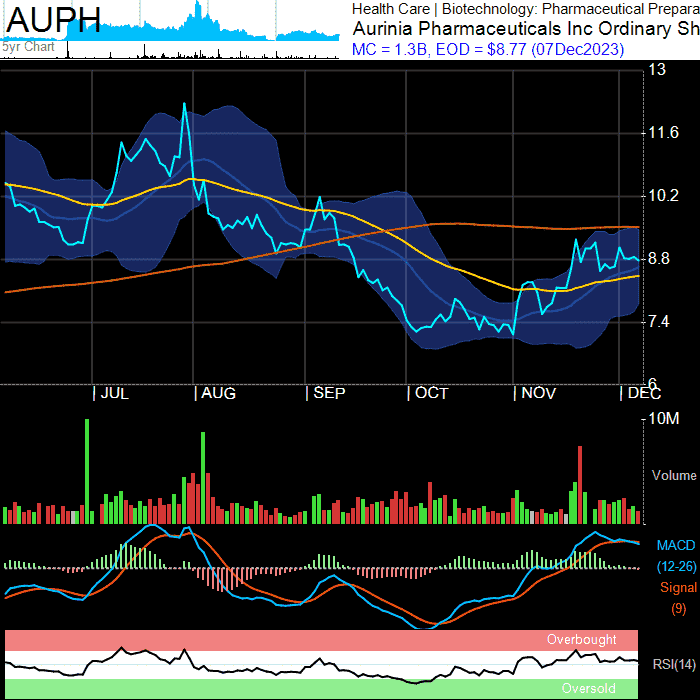 AUPH
5yr Chart
Health Care | Biotechnology: Pharmaceutical Prepara
Aurinia Pharmaceuticals Inc Ordinary Sh
MC = 1.3B, EOD = $8.77 (07Dec2023)
13
11.6
10.2
8.8
7.4
6
| JUL | AUG | SEP | OCT | NOV | DEC
10M
Volume
MACD
(12-26)
Signal
(9)
Overbought
RSI(14)
Oversold